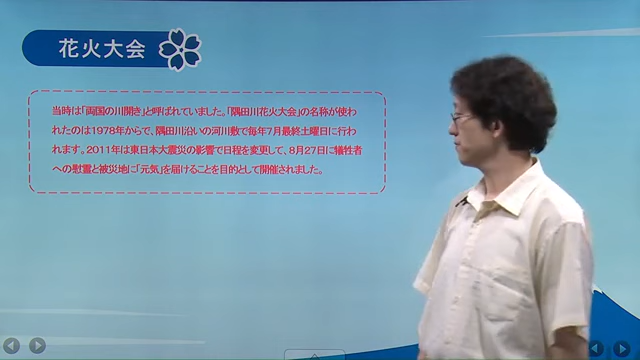 花火大会
当時は「両国の川開き」と呼ばれていました。「隅田川花火大会」の名称が使わ
れたのは1978年からで、隅田川沿いの河川敷で毎年7月最終土曜日に行わ
れます。2011年は東日本大震災の影響で日程を変更して、8月27日に犠牲者
への慰霊と被災地に「元気」を届けることを目的として開催されました。